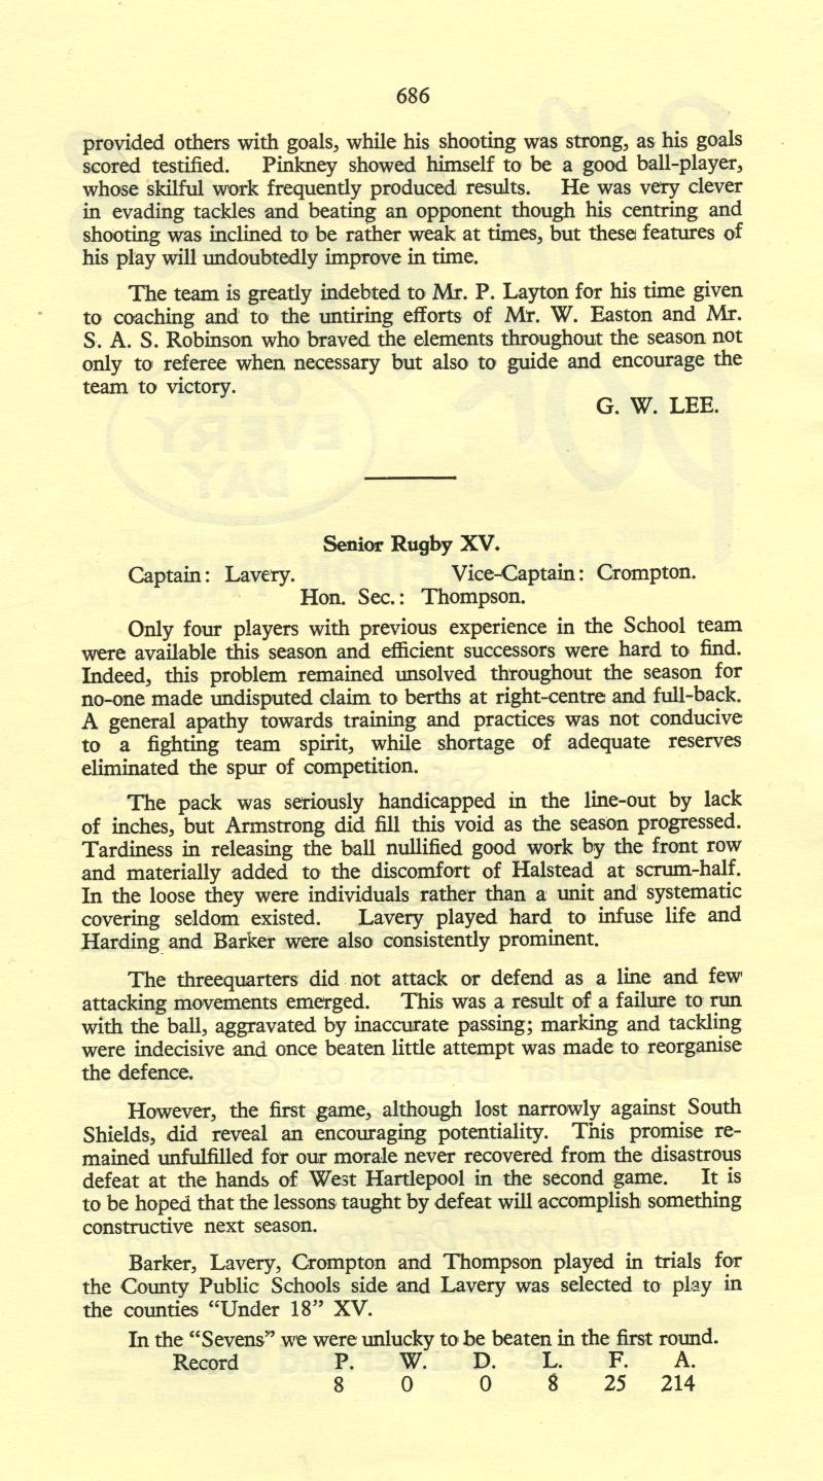 686
provided others with goals, while his shooting was strong, as his goals
scored testified. Pinkney showed himself to be a good ball-player,
whose skilful work frequently produced results. He was very clever
in evading tackles and beating an opponent though his centring and
shooting was inclined to be rather weak at times, but these features of
his play will undoubtedly improve in time.
The team is greatly indebted to Mr. P. Layton for his time given
to coaching and to the untiring efforts of Mr. W. Easton and Mr.
S. A. S. Robinson who braved the elements throughout the season not
only to referee when necessary but also to guide and encourage the
team to victory.
G. W. LEE.
Senior Rugby XV.
Captain: Lavery. Vice-Captain: Crompton.
Hon. Sec.: Thompson.
Only four players with previous experience in the School team
were available this season and efficient successors were hard to find.
Indeed, this problem remained unsolved throughout the season for
no-one made undisputed claim to berths at right-centre and full-back.
A general apathy towards training and practices was not conducive
to a fighting team spirit, while shortage of adequate reserves
eliminated the spur of competition.
The pack was seriously handicapped in the line-out by lack
of inches, but Armstrong did fill this void as the season progressed.
Tardiness in releasing the ball nullified good work by the front row
and materially added to the discomfort of Halstead at scrum-half.
In the loose they were individuals rather than a unit and systematic
covering seldom existed. Lavery played hard to infuse life and
Harding and Barker were also consistently prominent.
The threequarters did not attack or defend as a line and few
attacking movements emerged. This was a result of a failure to run
with the ball, aggravated by inaccurate passing; marking and tackling
were indecisive and once beaten little attempt was made to reorganise
the defence.
However, the first game, although lost narrowly against South
Shields, did reveal an encouraging potentiality. This promise re-
mained unfulfilled for our morale never recovered from the disastrous
defeat at the hands of West Hartlepool in the second game. It is
to be hoped that the lessons taught by defeat will accomplish something
constructive next season.
Barker, Lavery, Crompton and Thompson played in trials for
the County Public Schools side and Lavery was selected to play in
the counties “Under 18” XV.
In the “Sevens” we were unlucky to be beaten in the first round.
Record P. W. D. L. F. A.
8 0 0 8 25 214